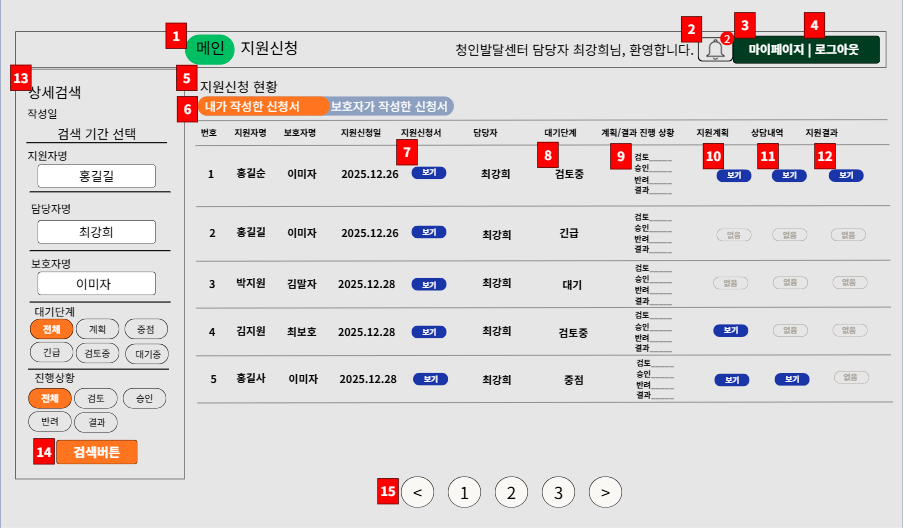 1 메인 지원신청 청인발달센터 담당자 최강희님, 환영합니다. 2 2 3 4 마이페이지 | 로그아웃
13
상세검색
작성일
검색 기간 선택
지원자명
홍길길
담당자명
최강희
보호자명
이미자
대기단계
전체 계획 중점
긴급 검토중 대기중
진행상황
전체 검토 승인
반려 결과
14 검색버튼
5 지원신청 현황
6 내가 작성한 신청서 보호자가 작성한 신청서
번호 지원자명 보호자명 지원신청일 지원신청서 담당자 대기단계 계획/결과 진행 상황 지원계획 상담내역 지원결과
7 8 9 10 11 12
1 홍길순 이미자 2025.12.26 보기 최강희 검토중 보기 보기 보기
검토_____
승인_____
반려_____
결과_____
2 홍길길 이미자 2025.12.26 보기 최강희 긴급 없음 없음 없음
검토_____
승인_____
반려_____
결과_____
3 박지원 김말자 2025.12.28 보기 최강희 대기 없음 없음 없음
검토_____
승인_____
반려_____
결과_____
4 김지원 최보호 2025.12.28 보기 최강희 검토중 보기 없음 없음
검토_____
승인_____
반려_____
결과_____
5 홍길사 이미자 2025.12.28 보기 최강희 중점 보기 보기 없음
검토_____
승인_____
반려_____
결과_____
15 < 1 2 3 >